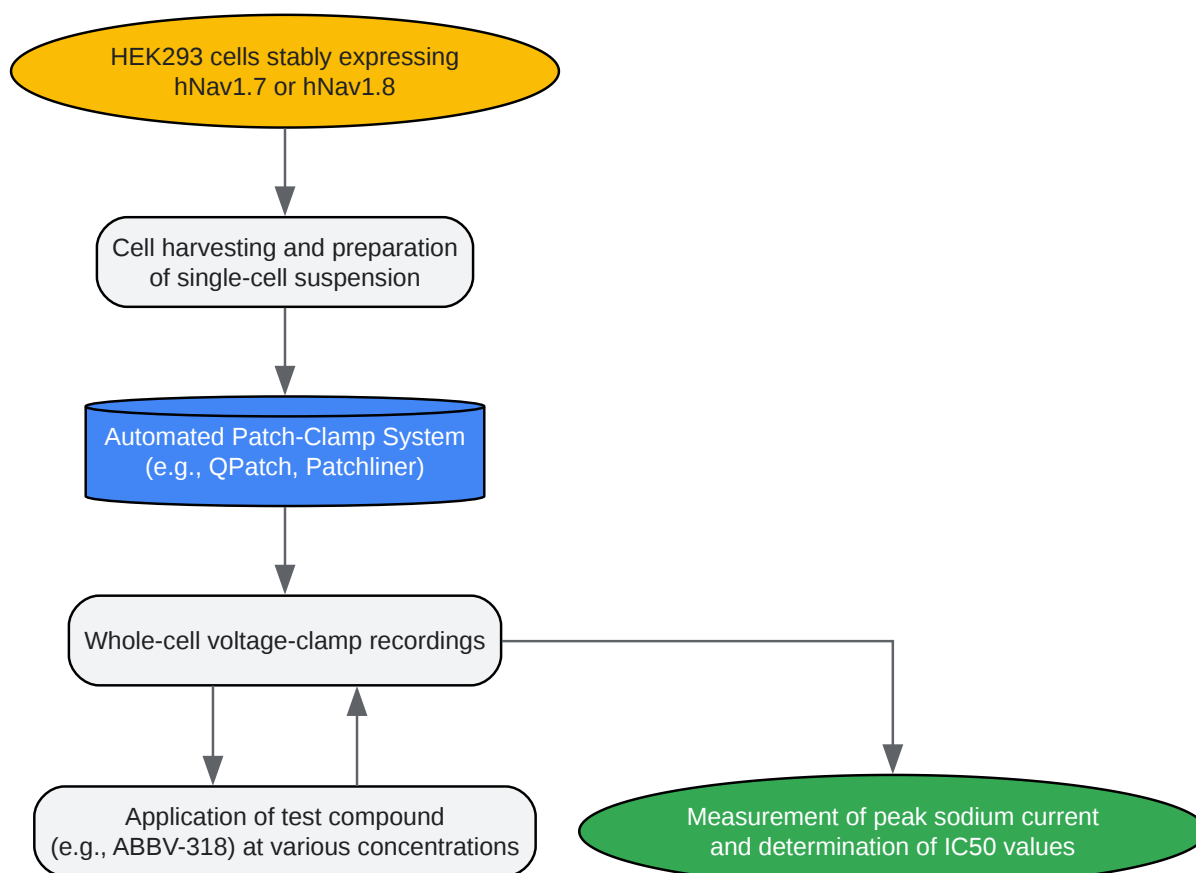 HEK293 cells stably expressing
hNav1.7 or hNav1.8
Cell harvesting and preparation
of single-cell suspension
Automated Patch-Clamp System
(e.g., QPatch, Patchliner)
Whole-cell voltage-clamp recordings
Application of test compound
(e.g., ABBV-318) at various concentrations
Measurement of peak sodium current
and determination of IC50 values